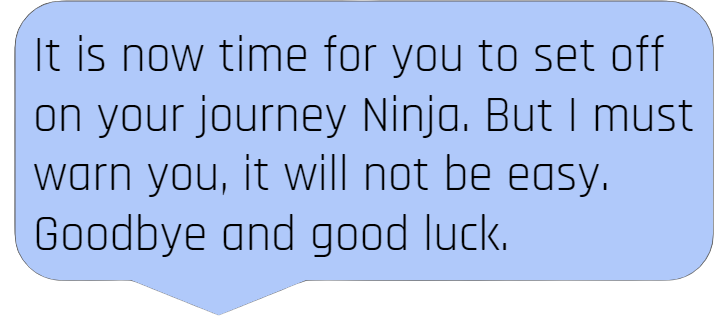 It is now time for you to set off
on your journey Ninja. But I must
warn you, it will not be easy.
Goodbye and good luck.